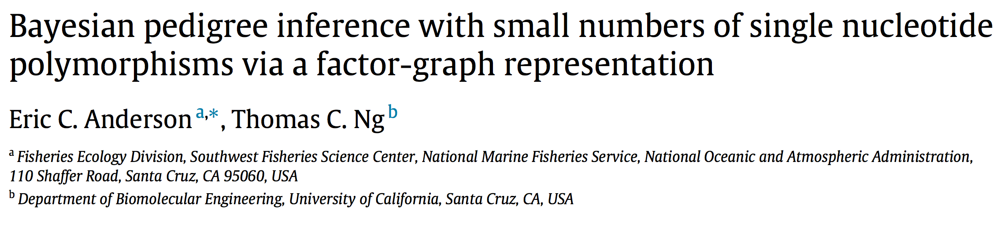 Bayesian pedigree inference with small numbers of single nucleotide
polymorphisms via a factor-graph representation
Eric C. Anderson a,*, Thomas C. Ng b
a Fisheries Ecology Division, Southwest Fisheries Science Center, National Marine Fisheries Service, National Oceanic and Atmospheric Administration,
110 Shaffer Road, Santa Cruz, CA 95060, USA
b Department of Biomolecular Engineering, University of California, Santa Cruz, CA, USA